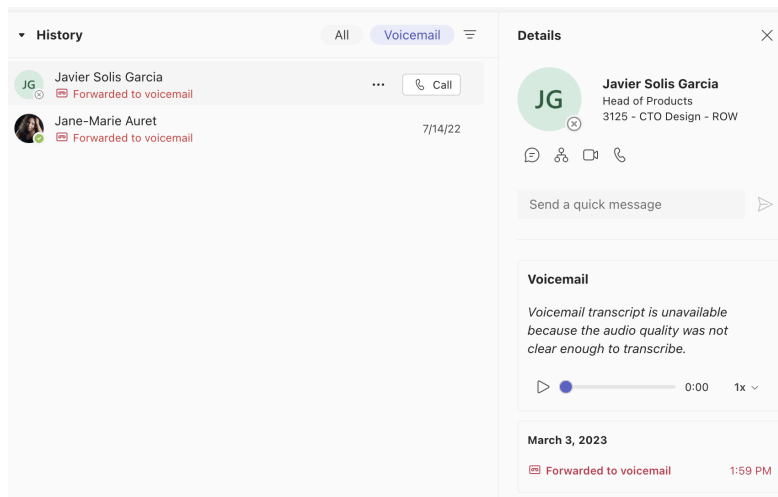 History
All
Voicemail
JG
Javier Solis Garcia
Forwarded to voicemail
Call
Jane-Marie Auret
Forwarded to voicemail
7/14/22
Details
JG
Javier Solis Garcia
Head of Products
3125 - CTO Design - ROW
Send a quick message
Voicemail
Voicemail transcript is unavailable
because the audio quality was not
clear enough to transcribe.
0:00
1x
March 3, 2023
Forwarded to voicemail
1:59 PM